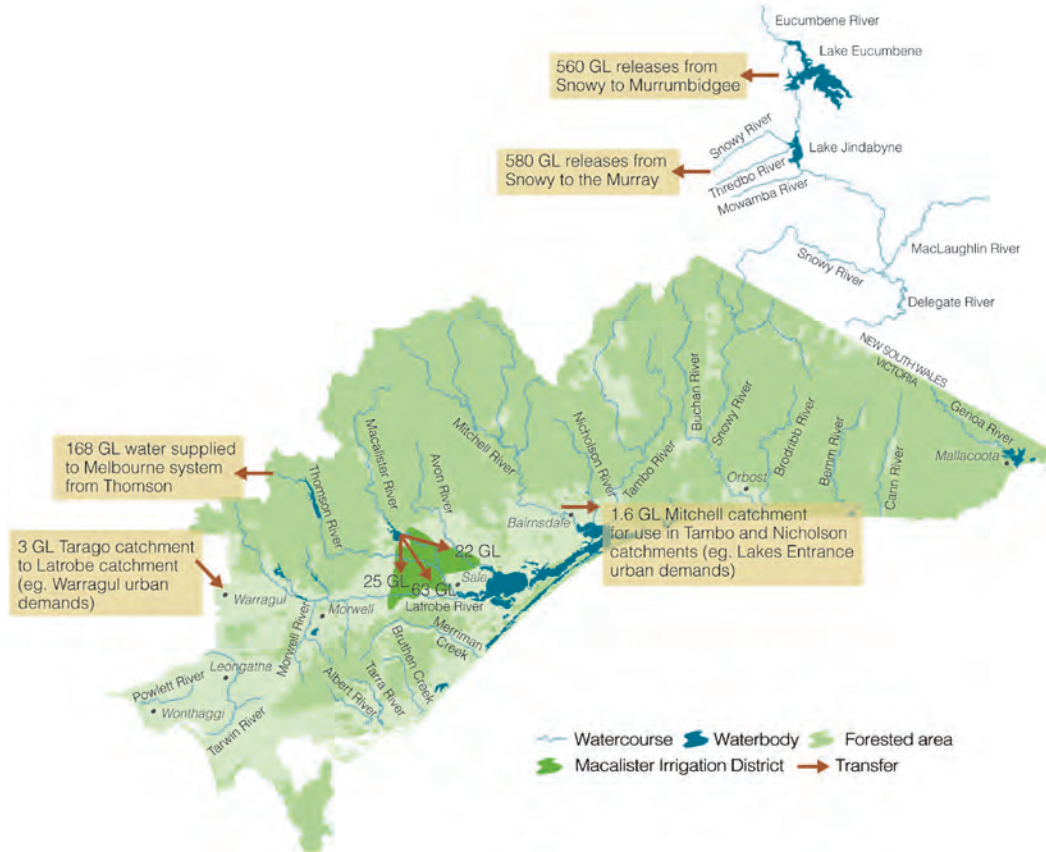 Eucumbene River
Lake Eucumbene
560 GL releases from
Snowy to Murrumbidgee
Snowy River
Lake Jindabyne
580 GL releases from
Snowy to the Murray
Thredbo River
Mowamba River
MacLaughlin River
Snowy River
Delegate River
NEW SOUTH WALES
VICTORIA
Genoa River
Mallacoota
Buchan River
Snowy River
Brodribb River
Bemm River
Cann River
Orbost
Mitchell River
Nicholson River
Tambo River
Macalister River
Avon River
Thomson River
168 GL water supplied
to Melbourne system
from Thomson
Bairnsdale
1.6 GL Mitchell catchment
for use in Tambo and Nicholson
catchments (eg. Lakes Entrance
urban demands)
3 GL Tarago catchment
to Latrobe catchment
(eg. Warragul urban
demands)
22 GL
25 GL
63 GL
Sale
Warragul
Morwell
Latrobe River
Morwell River
Merriman
Creek
Bruthen Creek
Tarra River
Albert River
Leongatha
Powlett River
Wonthaggi
Tarwin River
Watercourse
Waterbody
Forested area
Macalister Irrigation District
Transfer